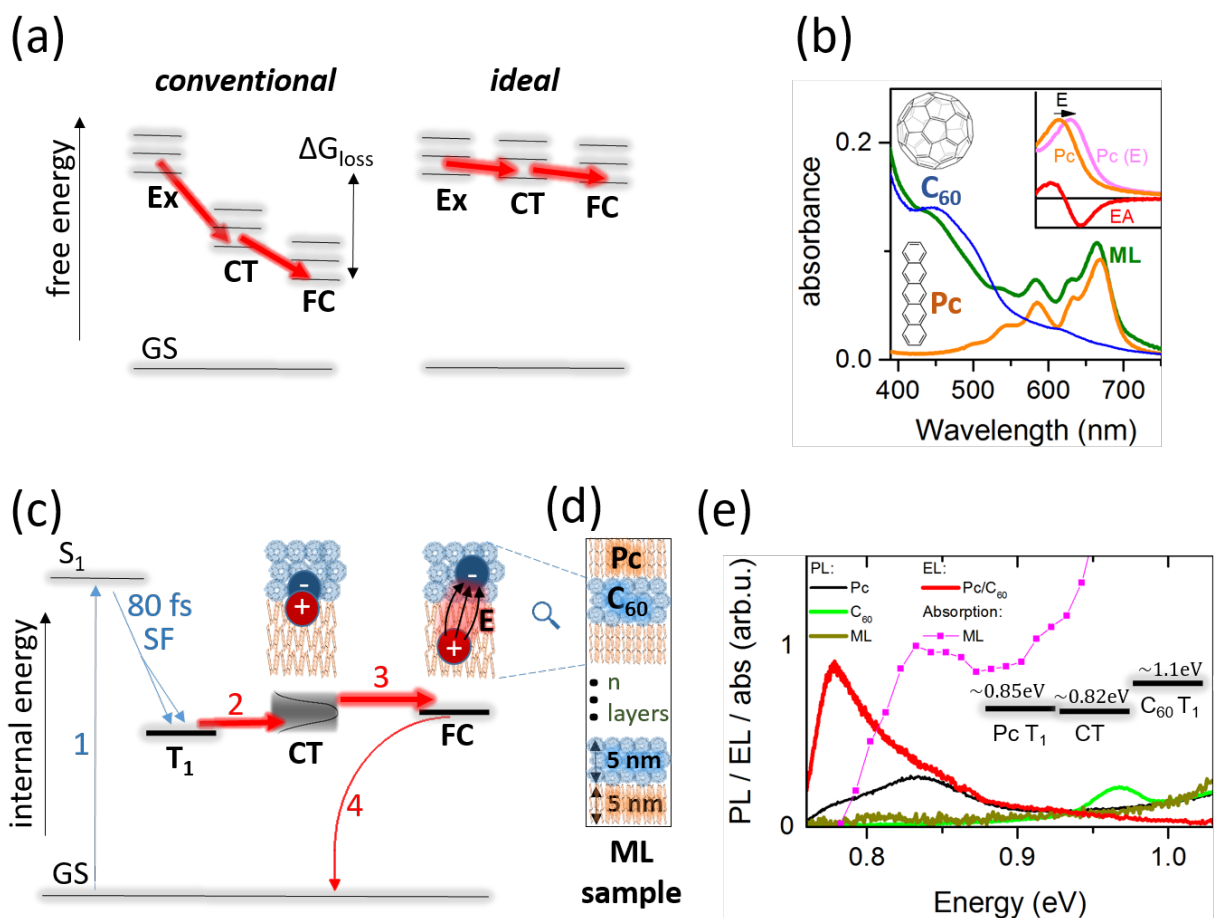 (a)
conventional
ideal
free energy
ΔG_loss
Ex
CT
FC
Ex
CT
FC
GS
(b)
absorbance
0.2
0.0
C₆₀
Pc
ML
E
Pc
Pc (E)
EA
400
500
600
700
Wavelength (nm)
(c)
internal energy
S₁
80 fs
SF
1
2
3
4
T₁
CT
FC
GS
-
+
-
+
E
(d)
Pc
C₆₀
n
layers
5 nm
5 nm
ML
sample
(e)
PL / EL / abs (arb.u.)
1
0
PL:
Pc
C₆₀
ML
EL:
Pc/C₆₀
Absorption:
ML
~0.85eV
Pc T₁
~0.82eV
CT
~1.1eV
C₆₀ T₁
0.8
0.9
1.0
Energy (eV)